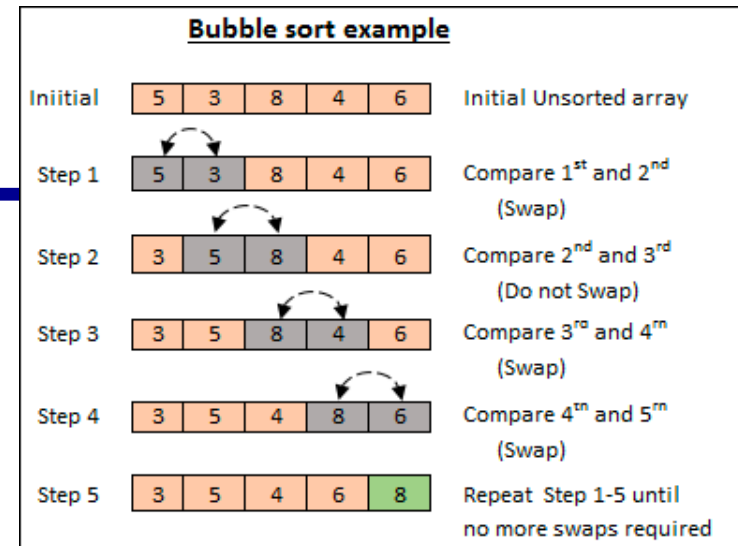 Bubble sort example
Iniitial 5 3 8 4 6 Initial Unsorted array
Step 1 5 3 8 4 6 Compare 1st and 2nd
(Swap)
Step 2 3 5 8 4 6 Compare 2nd and 3rd
(Do not Swap)
Step 3 3 5 8 4 6 Compare 3rd and 4th
(Swap)
Step 4 3 5 4 8 6 Compare 4th and 5th
(Swap)
Step 5 3 5 4 6 8 Repeat Step 1-5 until
no more swaps required